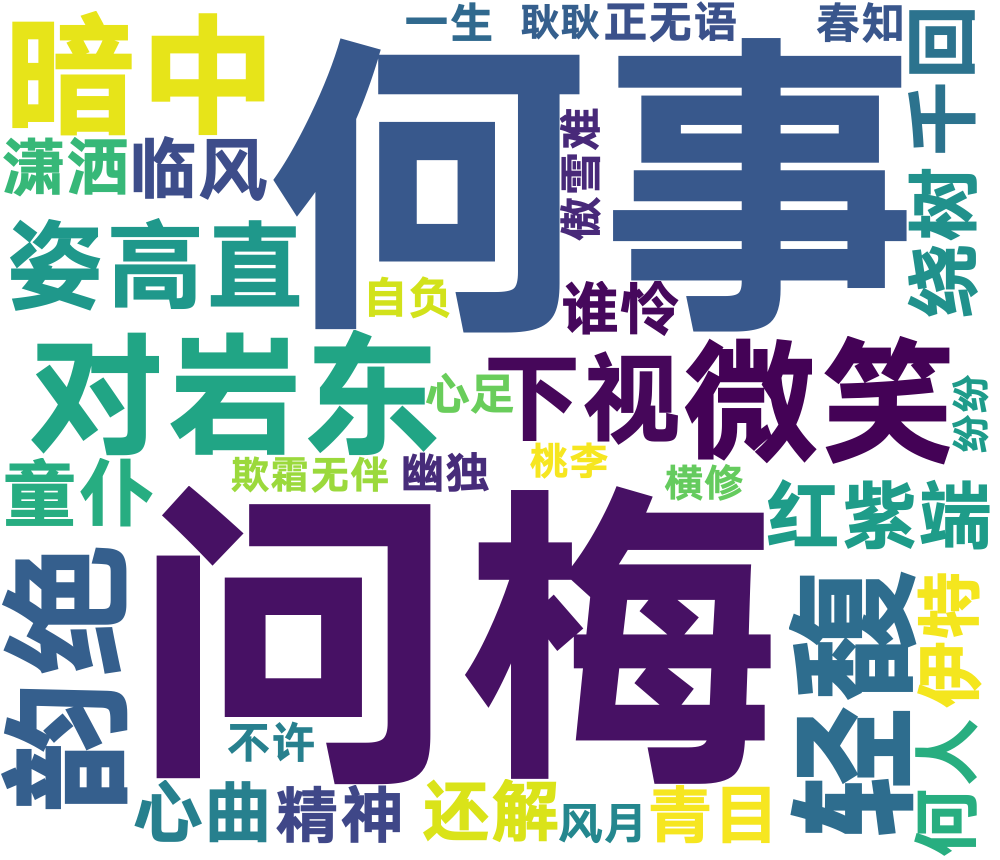 一生
耿耿正无语
春知
千回
暗中
何事
潇洒
临风
傲雪难
绕树
姿高直
自负
谁怜
对岩东
心足
下视
微笑
纷纷
童仆
欺霜无伴
幽独
桃李
横修
红紫端
问梅
韵绝
轻馥
伊特
何人
不许
心曲
精神
还解
风月
青目